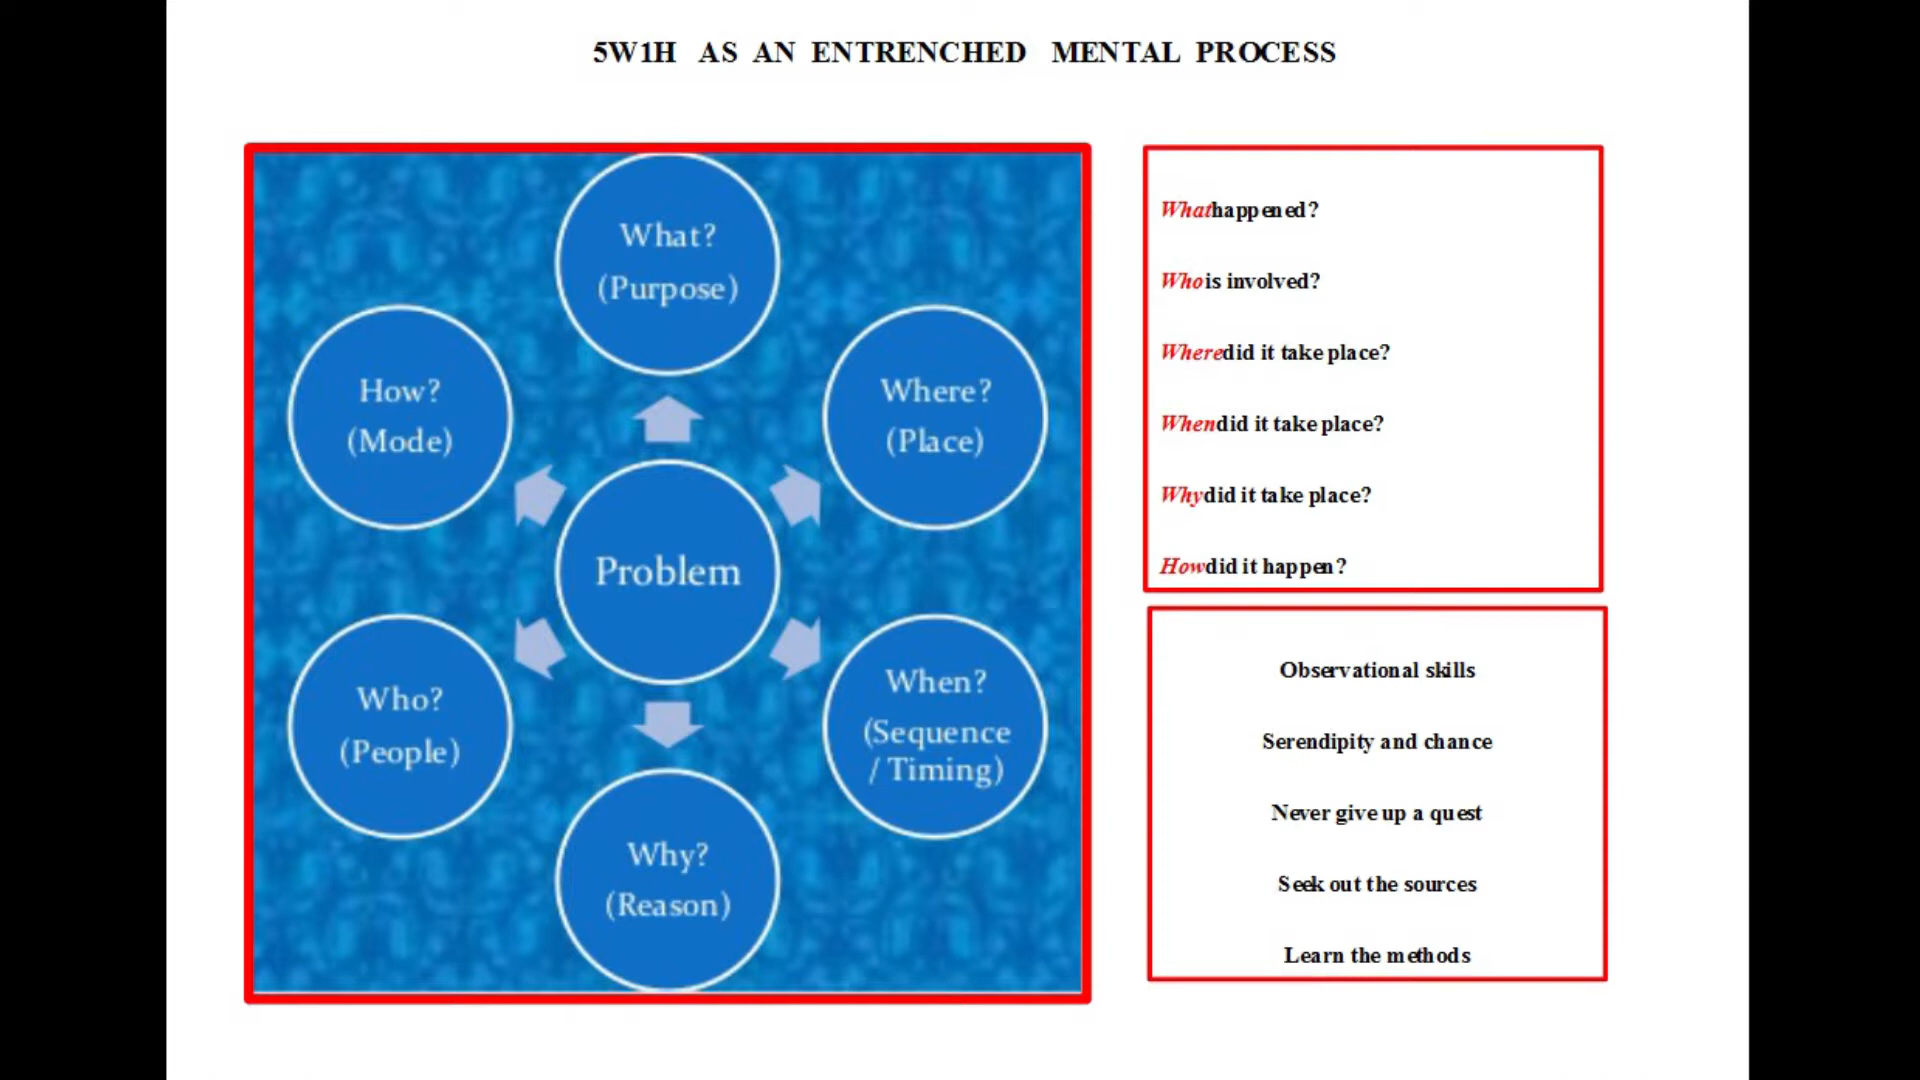 5W1H AS AN ENTRENCHED MENTAL PROCESS
What?
(Purpose)
Where?
(Place)
When?
(Sequence
/ Timing)
Why?
(Reason)
Who?
(People)
How?
(Mode)
Problem
Whathappened?
Whois involved?
Wheredid it take place?
Whendid it take place?
Whydid it take place?
Howdid it happen?
Observational skills
Serendipity and chance
Never give up a quest
Seek out the sources
Learn the methods